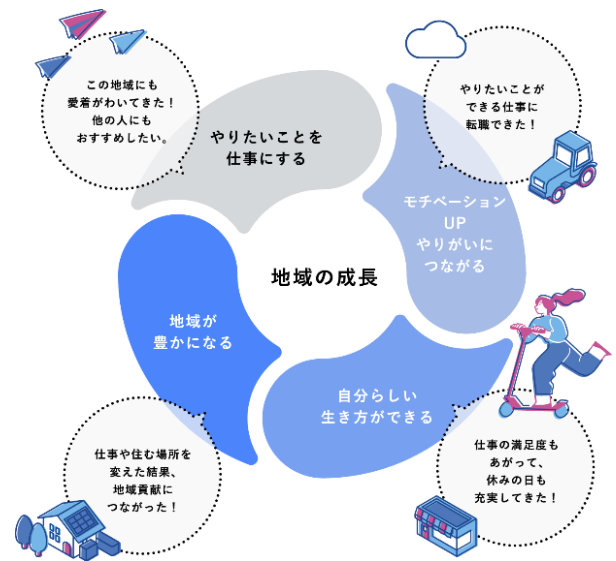 この地域にも
愛着がわいてきた！
他の人にも
おすすめしたい。
やりたいことを
仕事にする
やりたいことが
できる仕事に
転職できた！
モチベーション
UP
やりがいに
つながる
地域の成長
地域が
豊かになる
自分らしい
生き方ができる
仕事や住む場所を
変えた結果、
地域貢献に
つながった！
仕事の満足度も
あがって、
休みの日も
充実してきた！